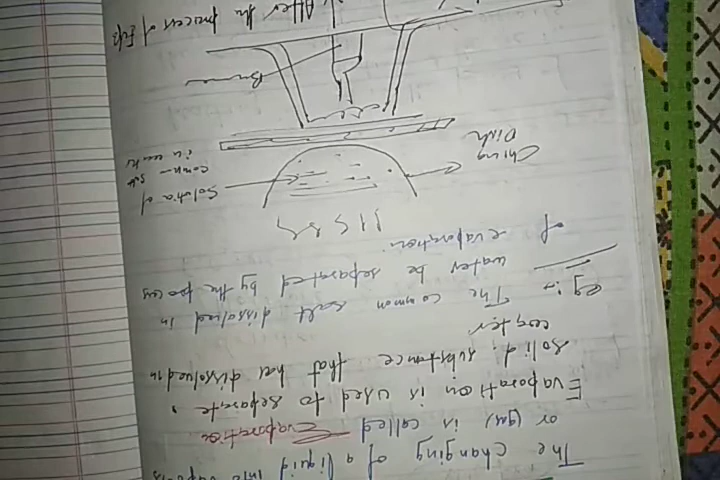 The changing of a liquid into vapours
or (gas) is called Evaporation
Evaporation is used to separate
solid substance that had dissolved in
water
eg:- The common salt dissolved in
water be separated by the process
of evaporation.
Solution of
common salt
in water
China
Dish
Burner
After the process of